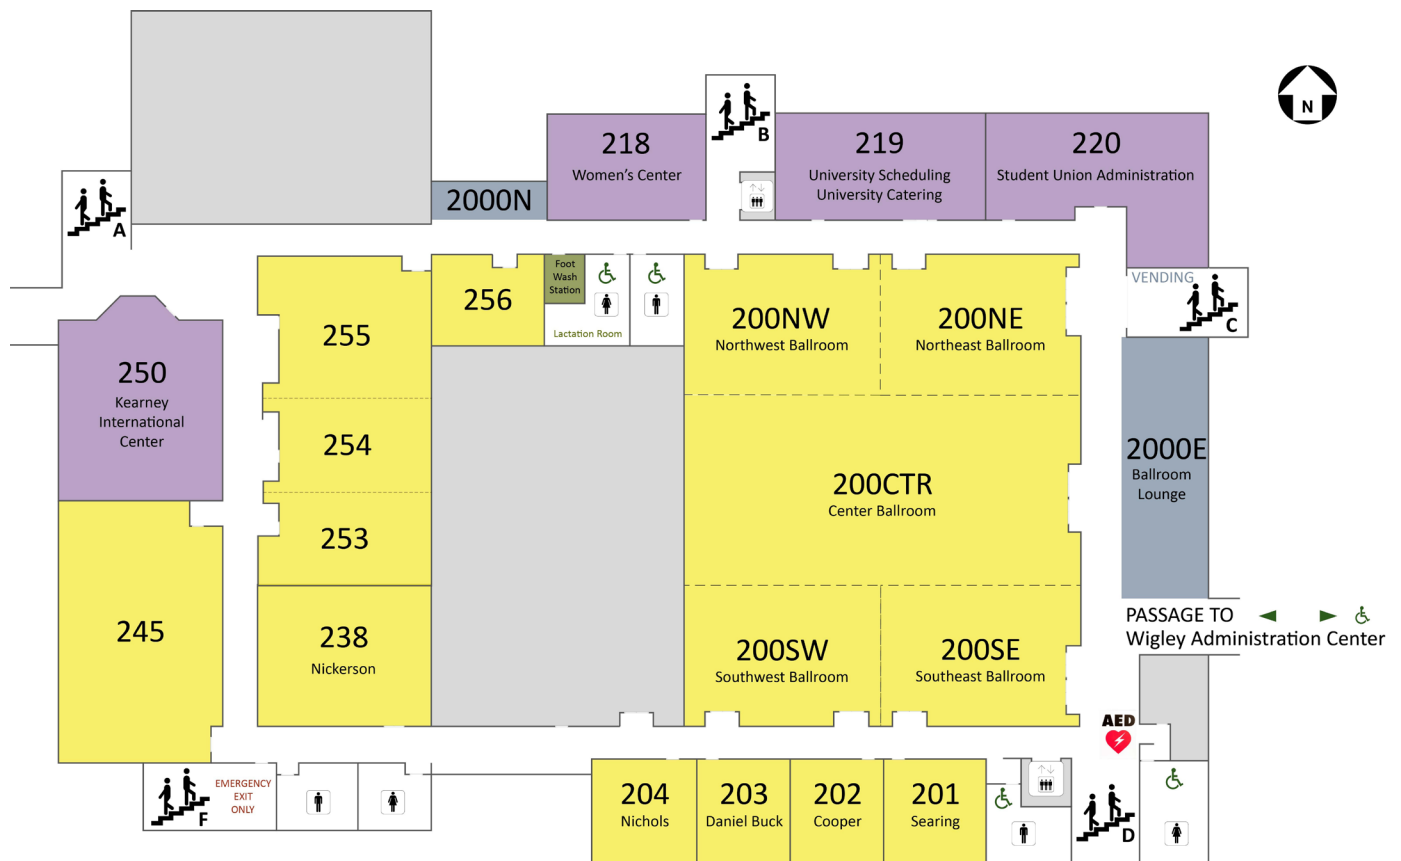 N
B
218
Women's Center
219
University Scheduling
University Catering
220
Student Union Administration
2000N
A
VENDING
C
Foot
Wash
Station
Lactation Room
256
255
200NW
Northwest Ballroom
200NE
Northeast Ballroom
250
Kearney
International
Center
254
253
200CTR
Center Ballroom
2000E
Ballroom
Lounge
245
238
Nickerson
200SW
Southwest Ballroom
200SE
Southeast Ballroom
PASSAGE TO
Wigley Administration Center
AED
EMERGENCY
EXIT
ONLY
F
204
Nichols
203
Daniel Buck
202
Cooper
201
Searing
D